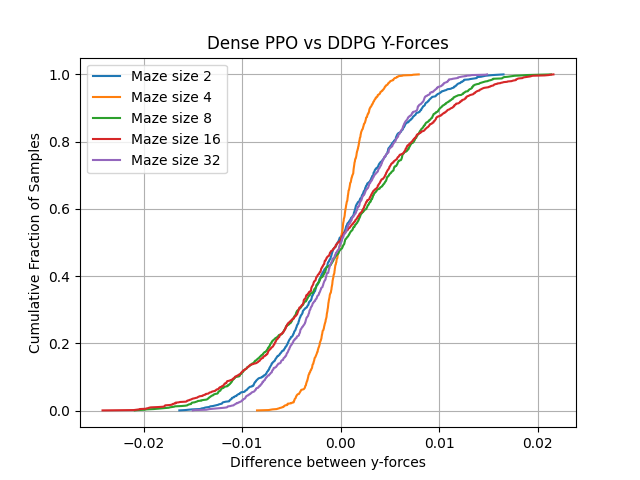 Dense PPO vs DDPG Y-Forces
Maze size 2
Maze size 4
Maze size 8
Maze size 16
Maze size 32
Cumulative Fraction of Samples
1.0
0.8
0.6
0.4
0.2
0.0
−0.02
−0.01
0.00
0.01
0.02
Difference between y-forces